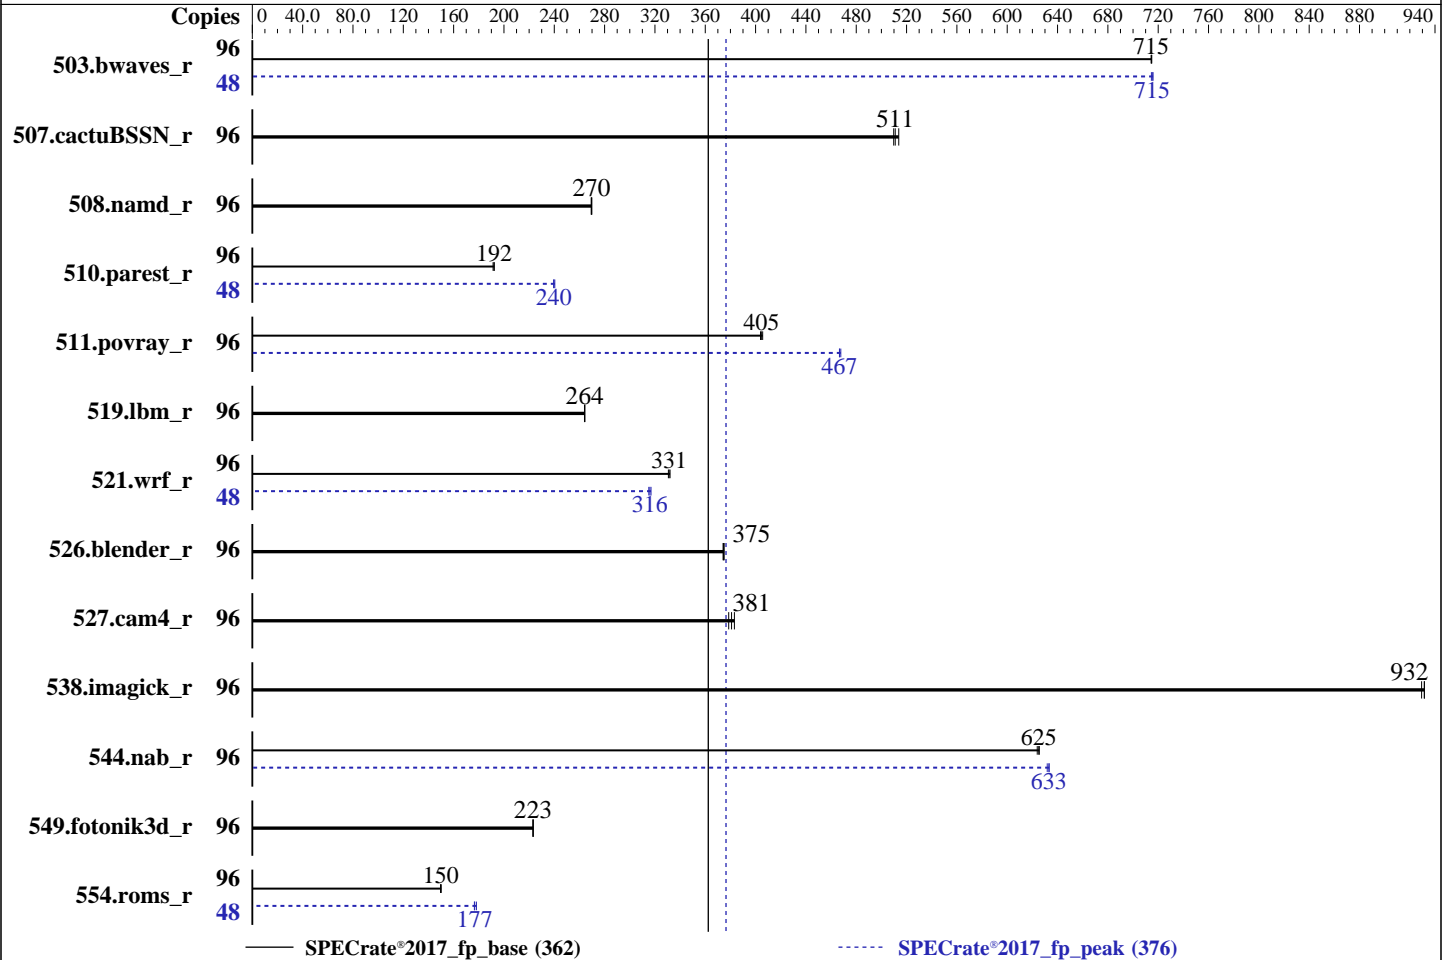 Copies 0 40.0 80.0 120 160 200 240 280 320 360 400 440 480 520 560 600 640 680 720 760 800 840 880 940
503.bwaves_r 96 715
48 715
507.cactuBSSN_r 96 511
508.namd_r 96 270
510.parest_r 96 192
48 240
511.povray_r 96 405
467
519.lbm_r 96 264
521.wrf_r 96 331
48 316
526.blender_r 96 375
527.cam4_r 96 381
538.imagick_r 96 932
544.nab_r 96 625
633
549.fotonik3d_r 96 223
554.roms_r 96 150
48 177
SPECrate®2017_fp_base (362) SPECrate®2017_fp_peak (376)